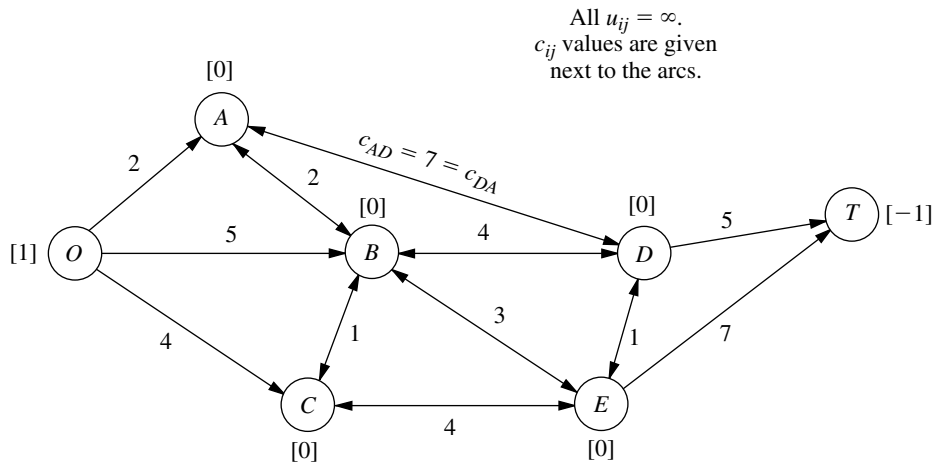 All u_ij = ∞.
c_ij values are given
next to the arcs.
[0]
A
2
c_AD = 7 = c_DA
2
[0]
[0]
5
T
[−1]
[1]
O
5
B
4
D
4
1
3
1
7
C
4
E
[0]
[0]